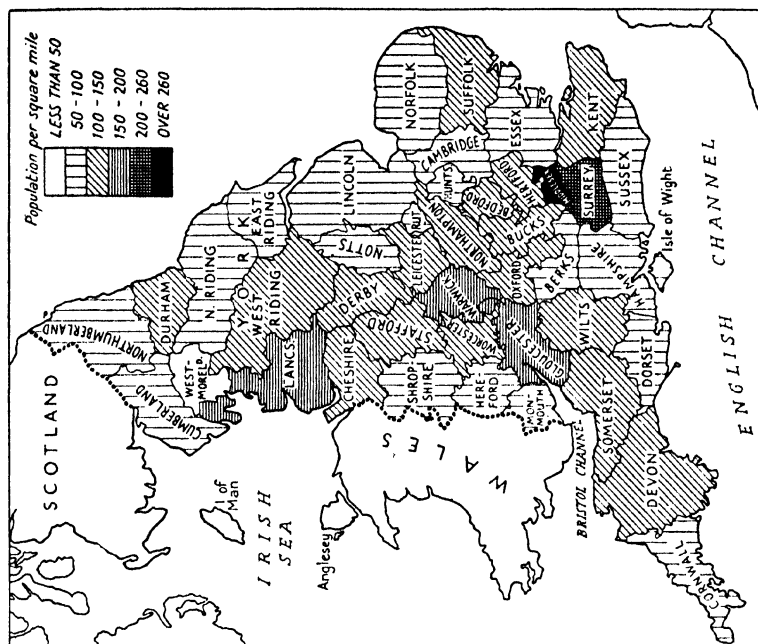 Population per square mile
LESS THAN 50
50-100
100-150
150-200
200-260
OVER 260
SCOTLAND
NORTHUMBERLAND
CUMBERLAND
DURHAM
WEST-
MORELD.
YORK
N. RIDING
EAST
RIDING
WEST
RIDING
LANCS.
I. of
Man
IRISH
SEA
Anglesey
WALES
CHESHIRE
DERBY
NOTTS
LINCOLN
SHROP-
SHIRE
STAFFORD
LEICESTER
RUT.
NORFOLK
HERE-
FORD
WORCESTER
WARWICK
NORTHAMPTON
HUNTS
CAMBRIDGE
SUFFOLK
MON-
MOUTH
GLOUCESTER
OXFORD
BUCKS
BEDFORD
HERTFORD
ESSEX
BRISTOL CHANNEL
WILTS
BERKS
SURREY
KENT
SOMERSET
HAMPSHIRE
SUSSEX
DEVON
DORSET
Isle of Wight
CORNWALL
ENGLISH CHANNEL